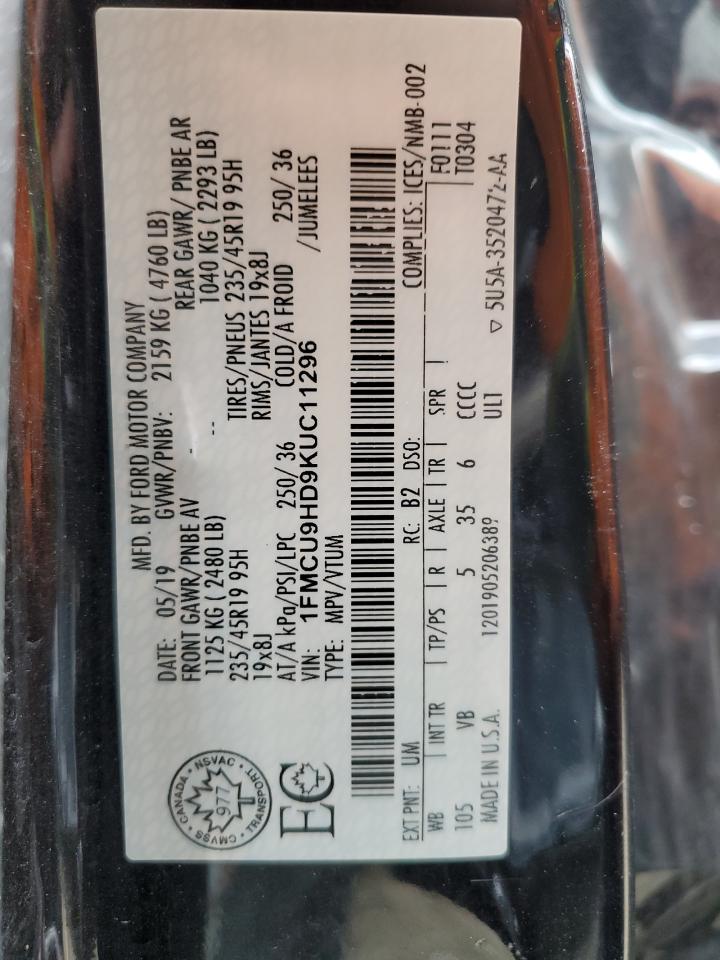 MFD. BY FORD MOTOR COMPANY
DATE: 05/19 GVWR/PNBV: 2159 KG ( 4760 LB)
FRONT GAWR/PNBE AV - REAR GAWR/ PNBE AR
1125 KG ( 2480 LB) -- 1040 KG ( 2293 LB)
235/45R19 95H TIRES/PNEUS 235/45R19 95H
19x8J RIMS/JANTES 19x8J
AT/A kPa/PSI/LPC 250/ 36 COLD/A FROID 250/ 36
VIN: 1FMCU9HD9KUC11296 /JUMELEES
TYPE: MPV/VTUM
CANADA • NSVAC • TRANSPORT • CMVSS
977
EC
COMPLIES: ICES/NMB-002
EXT PNT: UM RC: B2 DSO: F0111
WB INT TR TP/PS R AXLE TR SPR T0304
105 VB 5 35 6 CCCC
MADE IN U.S.A. 120190520638 ULT 5U5A-3520472-AA